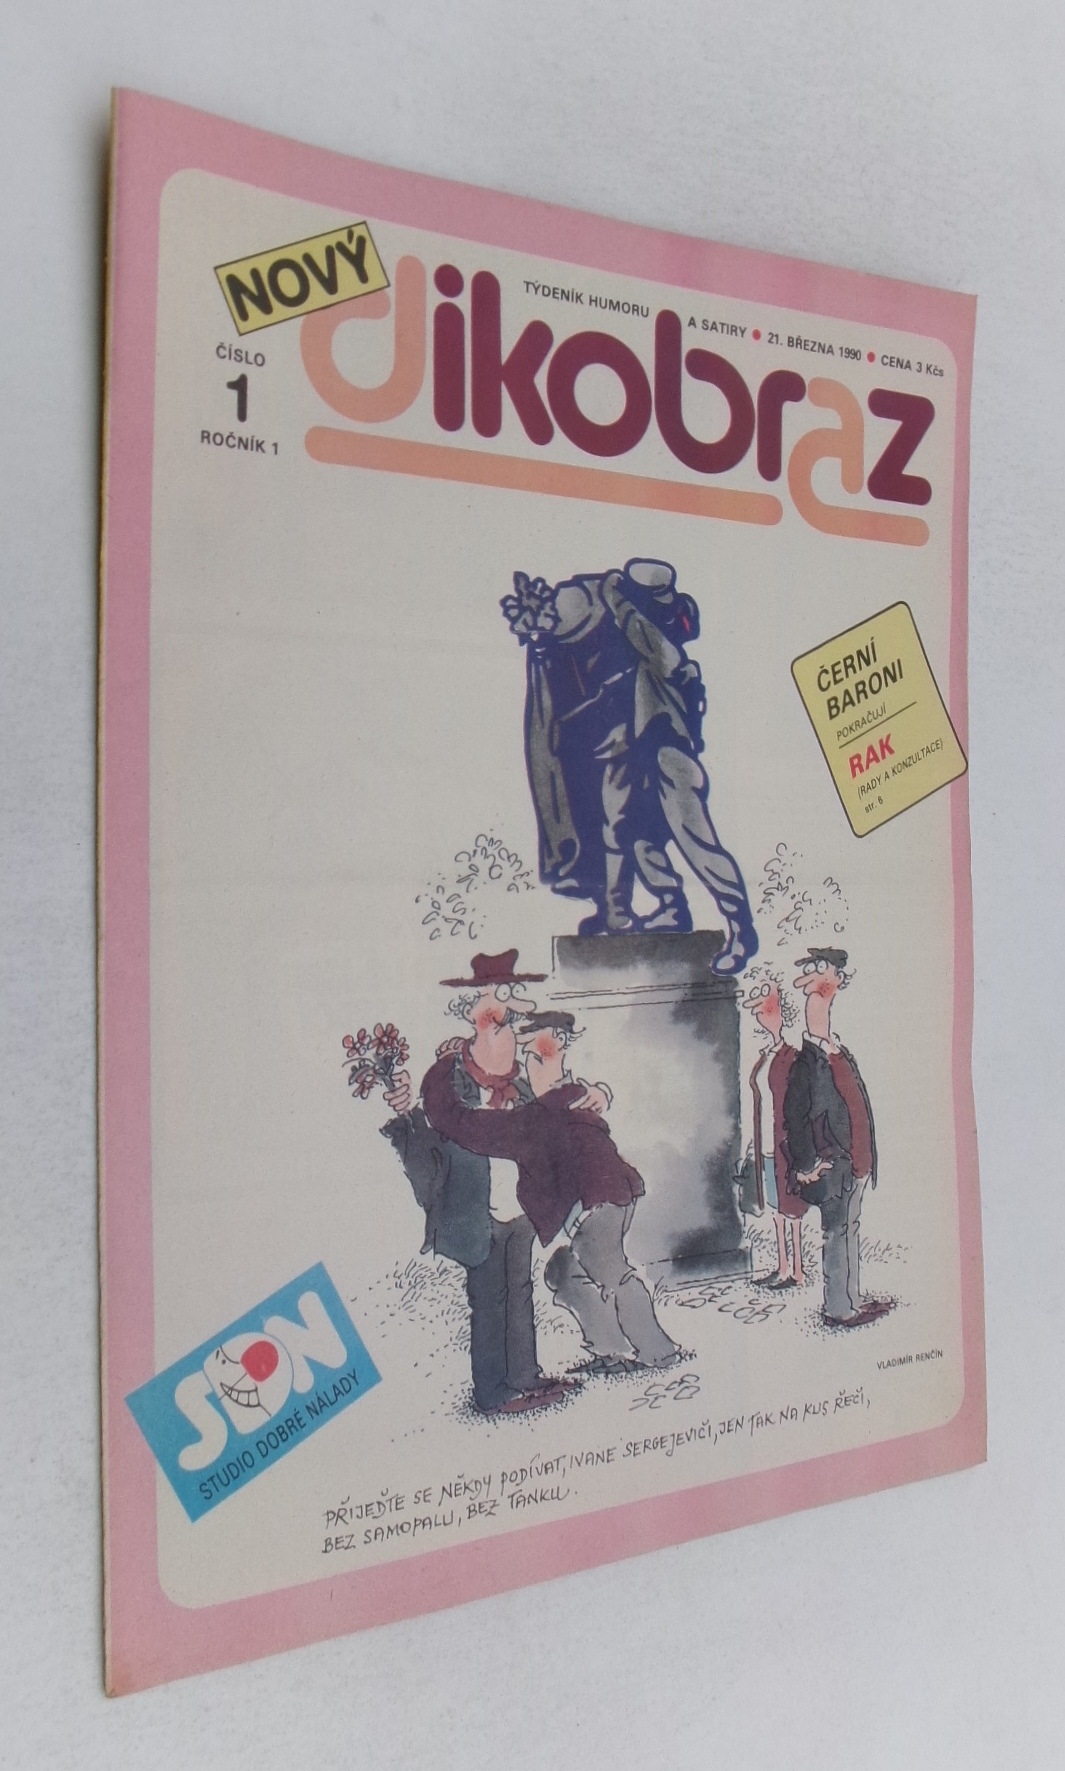 NOVÝ
dikobraz
TÝDENÍK HUMORU A SATIRY ● 21. BŘEZNA 1990 ● CENA 3 Kčs
ČÍSLO
1
ROČNÍK 1
ČERNÍ
BARONI
POKRAČUJÍ
RAK
(RADY A KONZULTACE)
str. 6
VLADIMÍR RENČÍN
SDN
STUDIO DOBRÉ NÁLADY
PŘIJEĎTE SE NĚKDY PODÍVAT, IVANE SERGEJEVIČI, JEN TAK NA KUS ŘEČI,
BEZ SAMOPALU, BEZ TANKU.